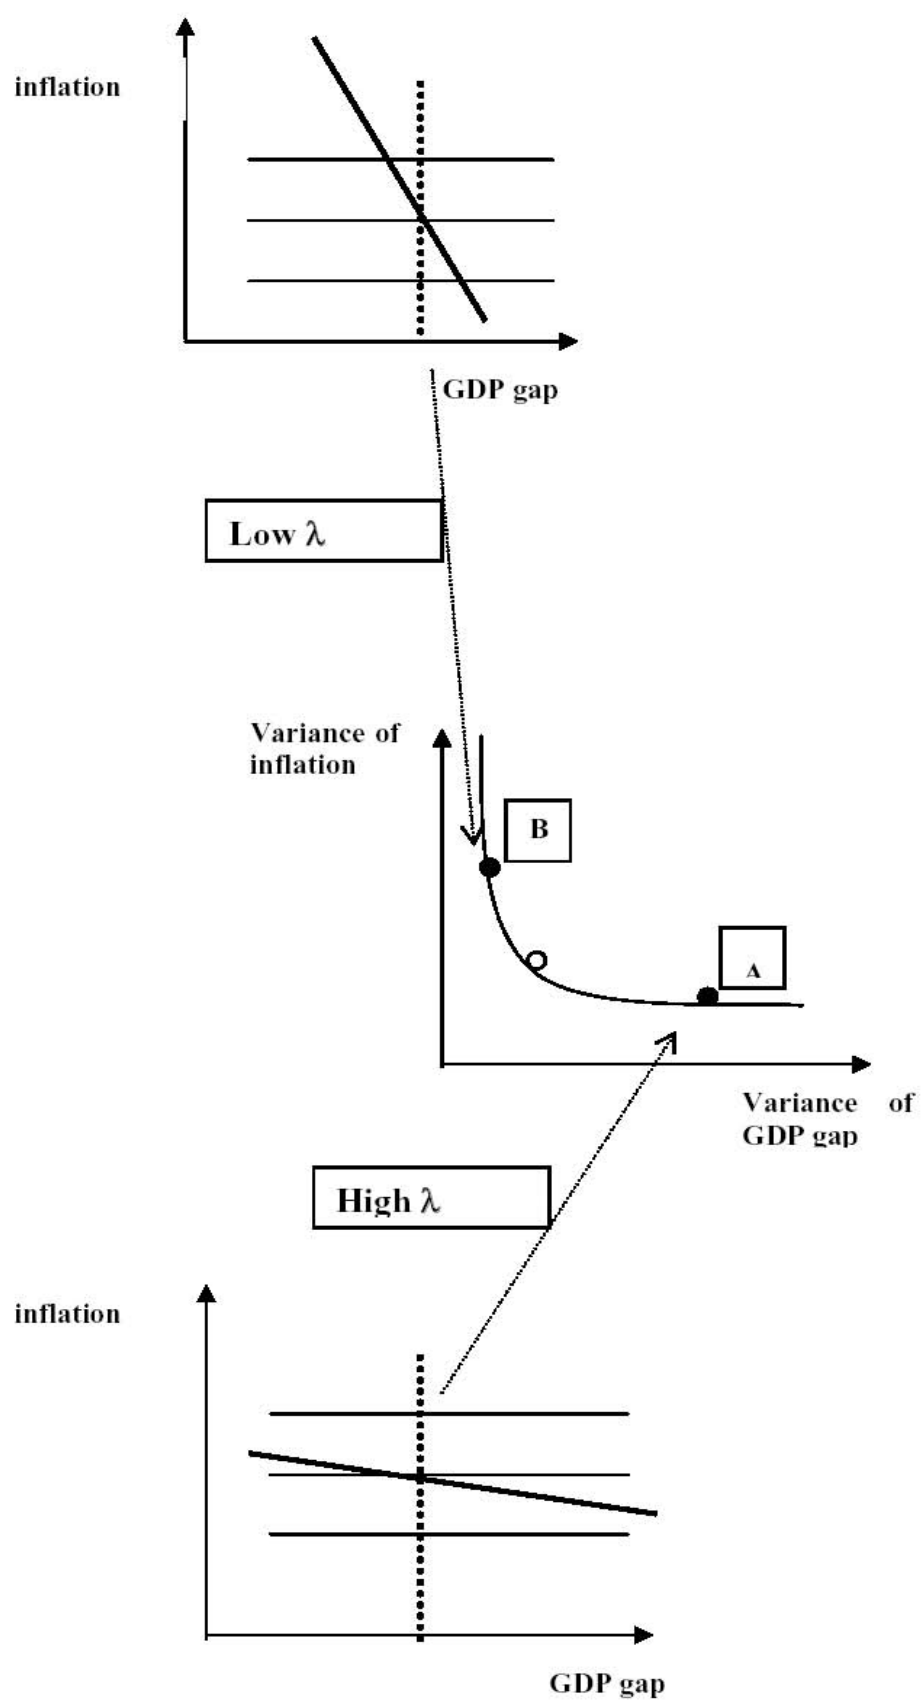 inflation
GDP gap
Low λ
Variance of
inflation
B
A
Variance of
GDP gap
High λ
inflation
GDP gap